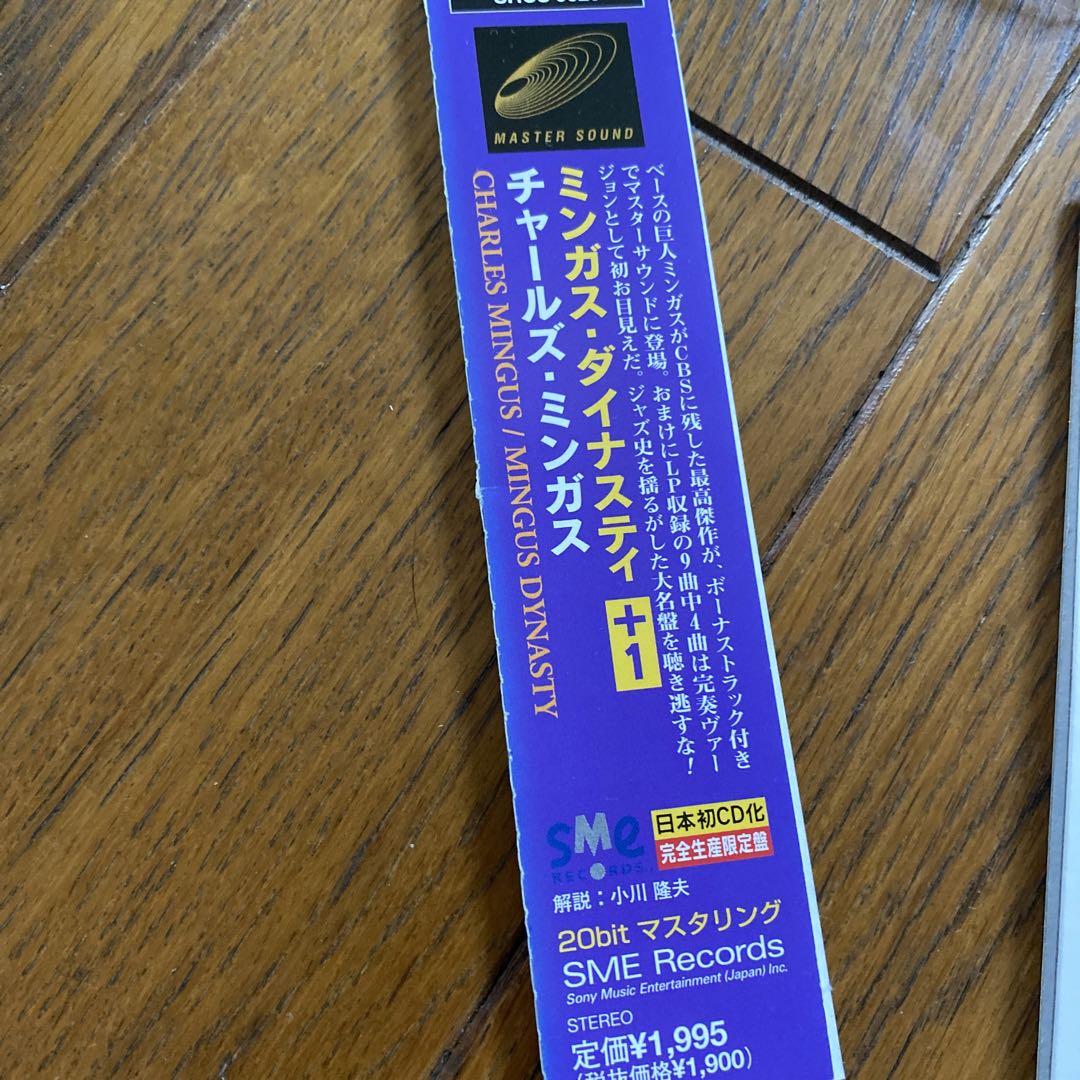 MASTER SOUND
ベースの巨人ミンガスがCBSに残した最高傑作が、ボーナストラック付き
でマスターサウンドに登場。おまけにLP収録の9曲中4曲は完奏ヴァー
ジョンとして初お目見えだ。ジャズ史を揺るがした大名盤を聴き逃すな!
ミンガス・ダイナスティ +1
チャールズ・ミンガス
CHARLES MINGUS / MINGUS DYNASTY
sMe
RECORDS
日本初CD化
完全生産限定盤
解説:小川 隆夫
20bit マスタリング
SME Records
Sony Music Entertainment (Japan) Inc.
STEREO
定価¥1,995
(税抜価格¥1,900)